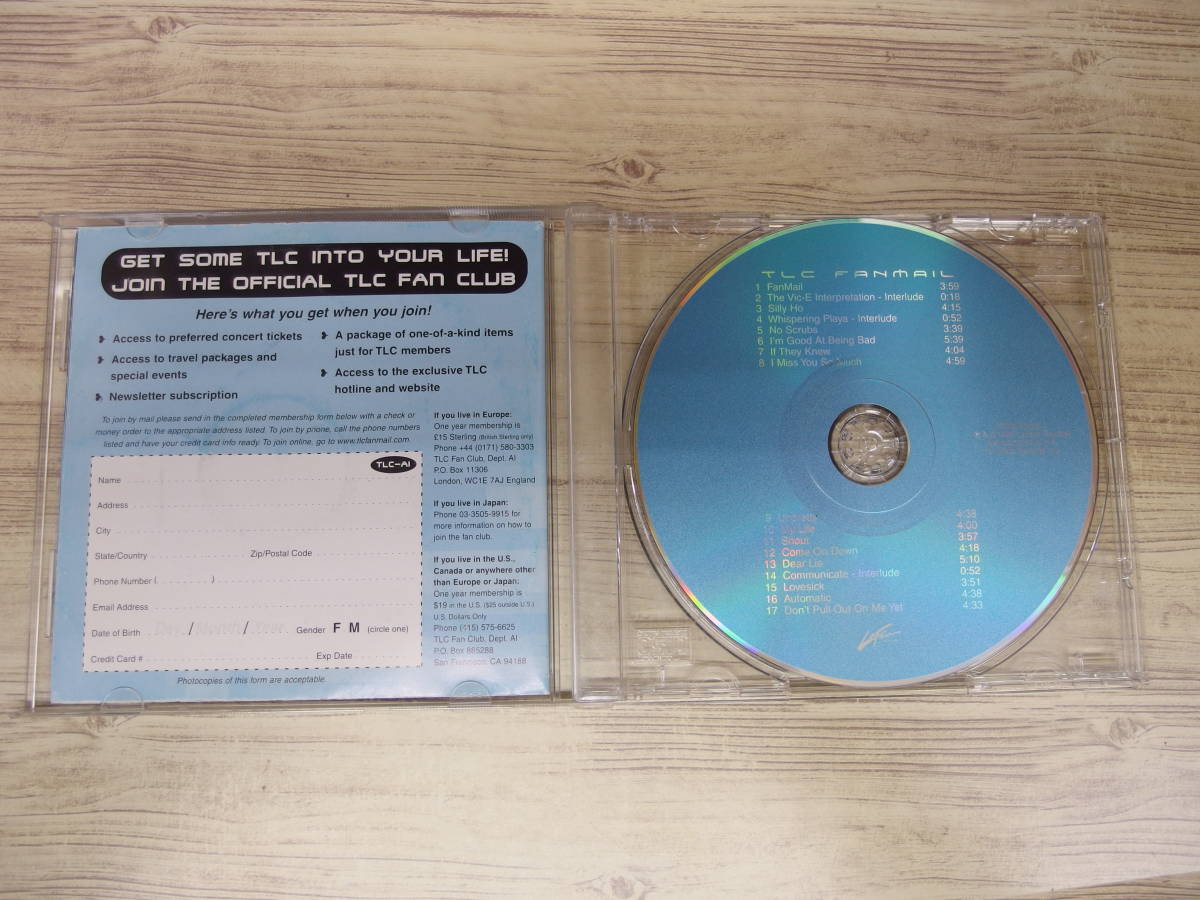 GET SOME TLC INTO YOUR LIFE!
JOIN THE OFFICIAL TLC FAN CLUB
Here's what you get when you join!
❥ Access to preferred concert tickets
❥ Access to travel packages and
special events
❥ Newsletter subscription
❥ A package of one-of-a-kind items
just for TLC members
❥ Access to the exclusive TLC
hotline and website
To join by mail please send in the completed membership form below with a check or
money order to the appropriate address listed. To join by phone, call the phone numbers
listed and have your credit card info ready. To join online, go to www.tlcfanmail.com.
TLC-AI
Name
Address
City
State/Country Zip/Postal Code
Phone Number ( )
Email Address
Date of Birth Day / Month / Year Gender F M (circle one)
Credit Card # Exp Date
Photocopies of this form are acceptable.
If you live in Europe:
One year membership is
£15 Sterling (British Sterling only)
Phone +44 (0171) 580-3303
TLC Fan Club, Dept. AI
P.O. Box 11306
London, WC1E 7AJ England
If you live in Japan:
Phone 03-3505-9915 for
more information on how to
join the fan club.
If you live in the U.S.,
Canada or anywhere other
than Europe or Japan:
One year membership is
$19 in the U.S. ($25 outside U.S.)
U.S. Dollars Only
Phone (415) 575-6625
TLC Fan Club, Dept. AI
P.O. Box 885288
San Francisco, CA 94188
TLC FANMAIL
1 FanMail 3:59
2 The Vic-E Interpretation - Interlude 0:18
3 Silly Ho 4:15
4 Whispering Playa - Interlude 0:52
5 No Scrubs 3:39
6 I'm Good At Being Bad 5:39
7 If They Knew 4:04
8 I Miss You So Much 4:59
9 Unpretty 4:38
10 My Life 4:00
11 Shout 3:57
12 Come On Down 4:18
13 Dear Lie 5:10
14 Communicate - Interlude 0:52
15 Lovesick 3:51
16 Automatic 4:38
17 Don't Pull Out On Me Yet 4:33
LaFace